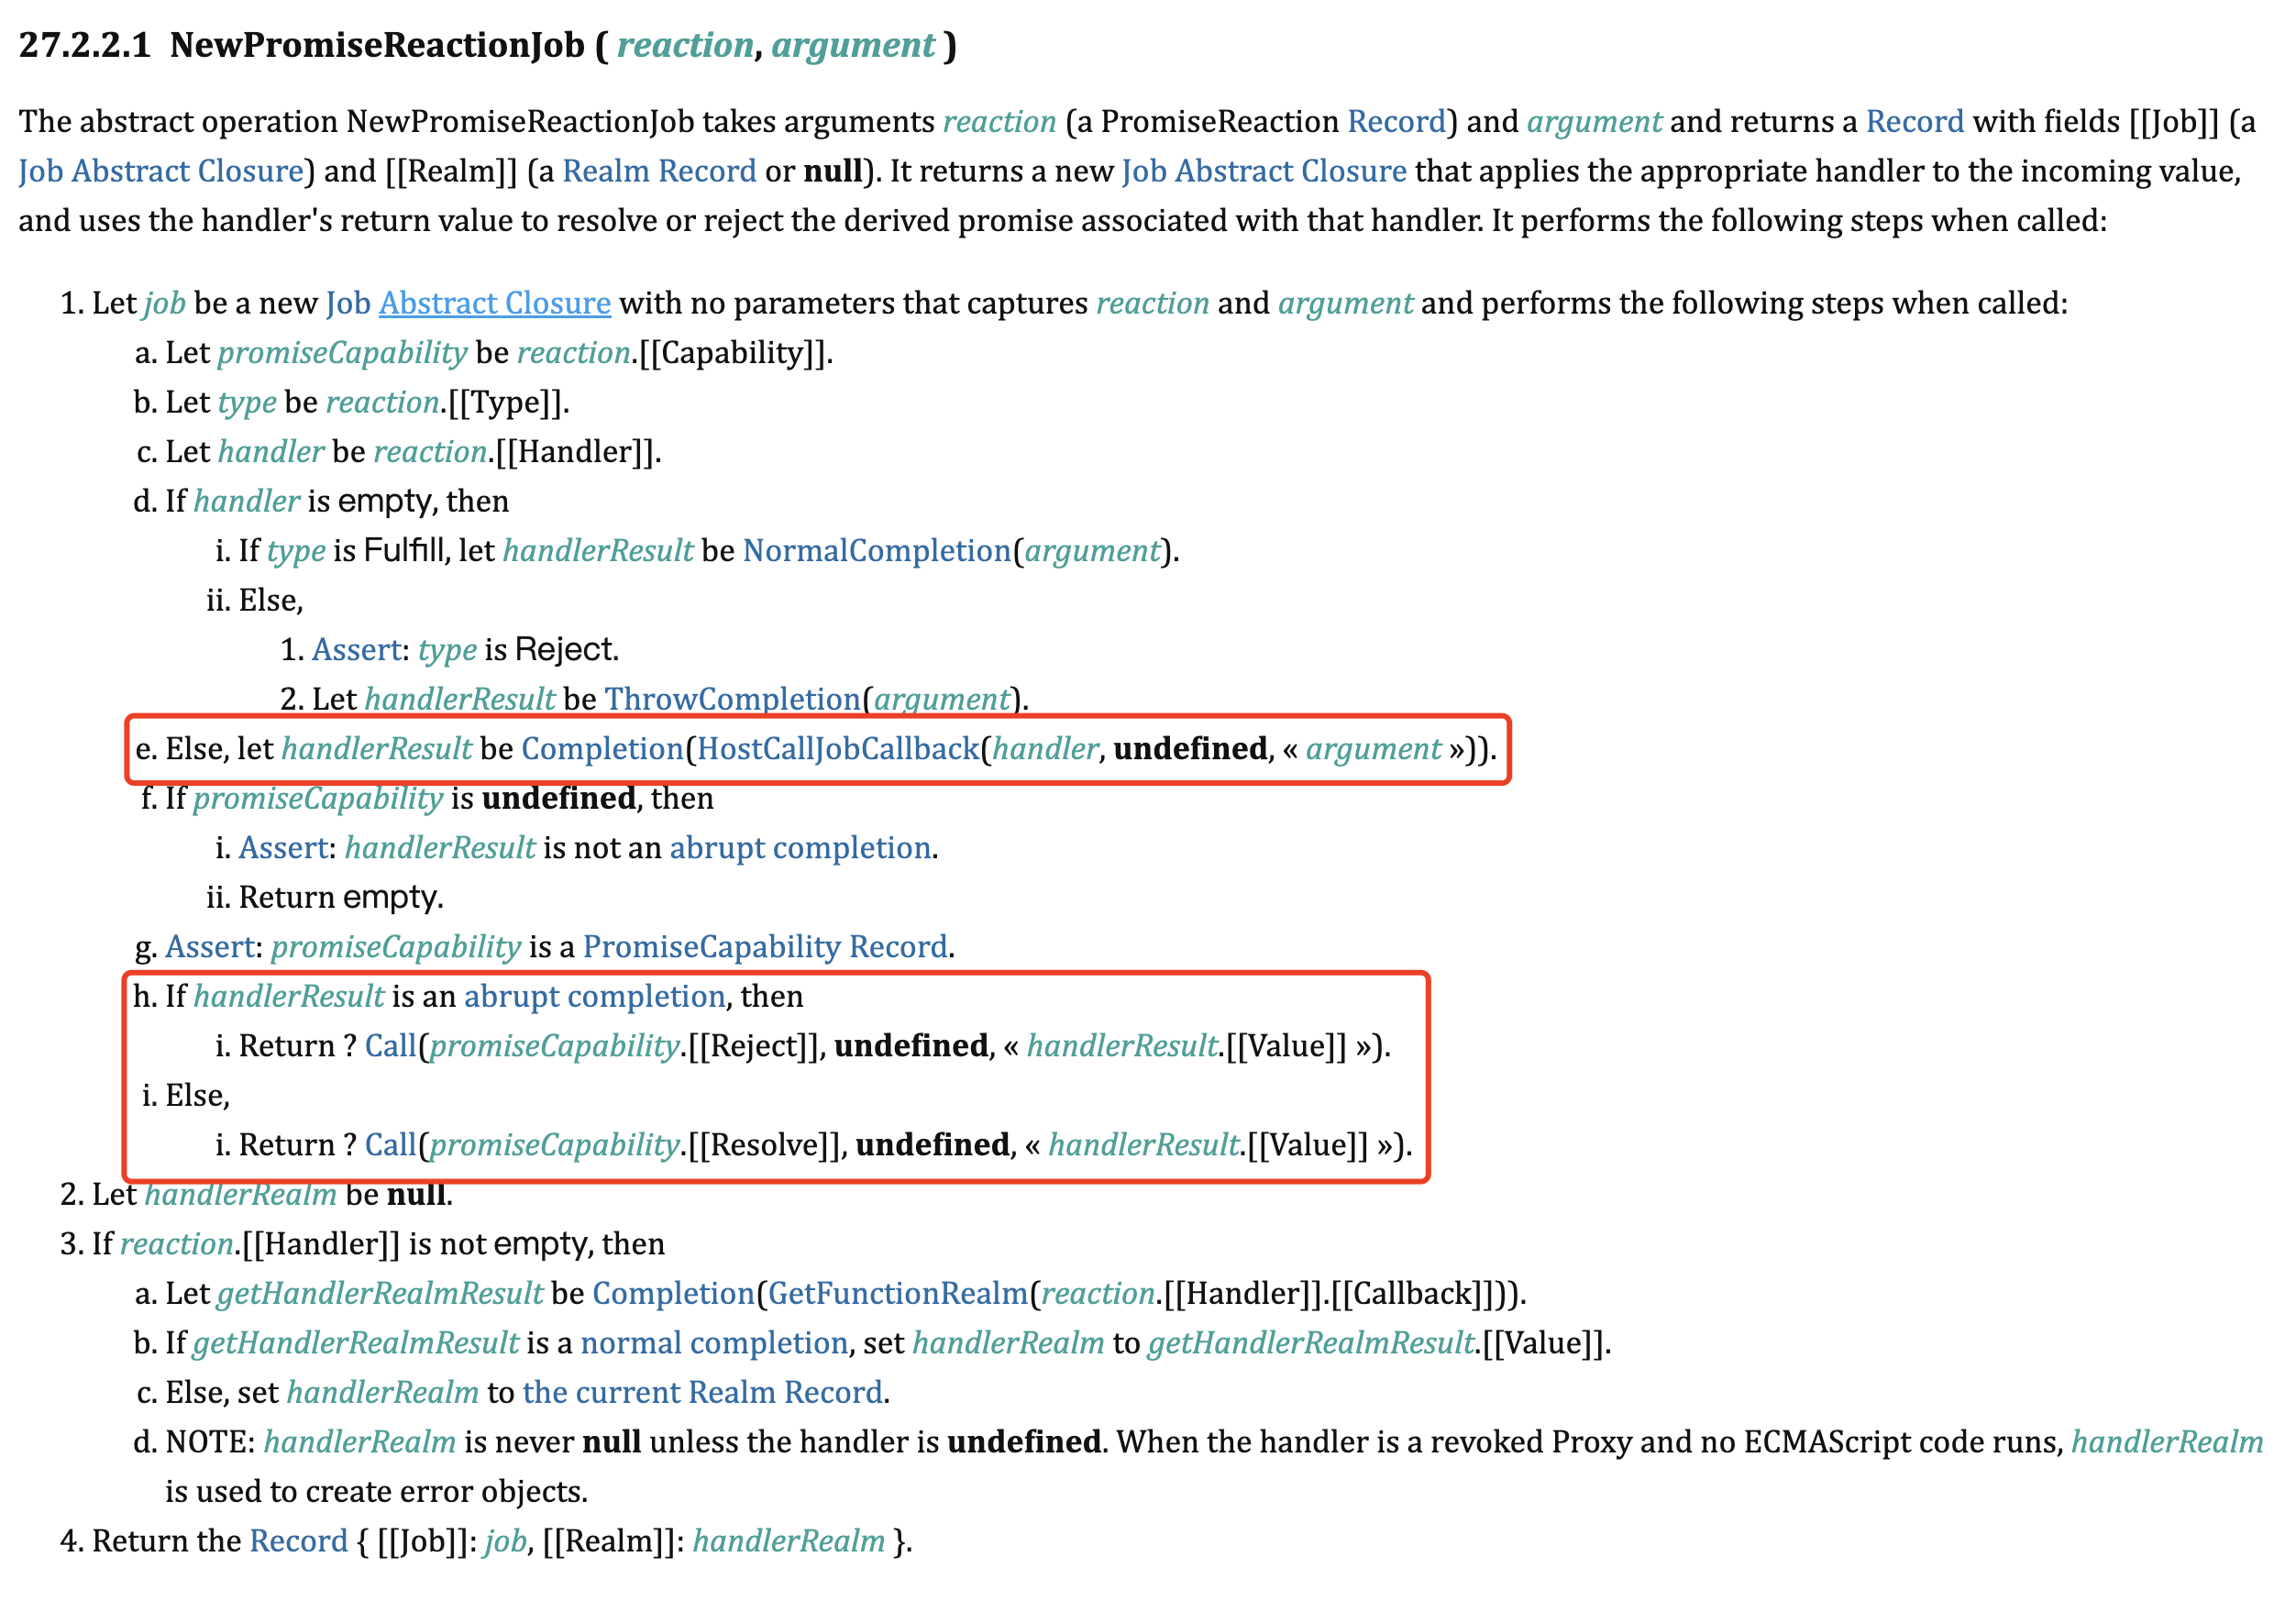 27.2.2.1 NewPromiseReactionJob ( reaction, argument )
The abstract operation NewPromiseReactionJob takes arguments reaction (a PromiseReaction Record) and argument and returns a Record with fields [[Job]] (a
Job Abstract Closure) and [[Realm]] (a Realm Record or null). It returns a new Job Abstract Closure that applies the appropriate handler to the incoming value,
and uses the handler's return value to resolve or reject the derived promise associated with that handler. It performs the following steps when called:
1. Let job be a new Job Abstract Closure with no parameters that captures reaction and argument and performs the following steps when called:
a. Let promiseCapability be reaction.[[Capability]].
b. Let type be reaction.[[Type]].
c. Let handler be reaction.[[Handler]].
d. If handler is empty, then
i. If type is Fulfill, let handlerResult be NormalCompletion(argument).
ii. Else,
1. Assert: type is Reject.
2. Let handlerResult be ThrowCompletion(argument).
e. Else, let handlerResult be Completion(HostCallJobCallback(handler, undefined, « argument »)).
f. If promiseCapability is undefined, then
i. Assert: handlerResult is not an abrupt completion.
ii. Return empty.
g. Assert: promiseCapability is a PromiseCapability Record.
h. If handlerResult is an abrupt completion, then
i. Return ? Call(promiseCapability.[[Reject]], undefined, « handlerResult.[[Value]] »).
i. Else,
i. Return ? Call(promiseCapability.[[Resolve]], undefined, « handlerResult.[[Value]] »).
2. Let handlerRealm be null.
3. If reaction.[[Handler]] is not empty, then
a. Let getHandlerRealmResult be Completion(GetFunctionRealm(reaction.[[Handler]].[[Callback]])).
b. If getHandlerRealmResult is a normal completion, set handlerRealm to getHandlerRealmResult.[[Value]].
c. Else, set handlerRealm to the current Realm Record.
d. NOTE: handlerRealm is never null unless the handler is undefined. When the handler is a revoked Proxy and no ECMAScript code runs, handlerRealm
is used to create error objects.
4. Return the Record { [[Job]]: job, [[Realm]]: handlerRealm }.